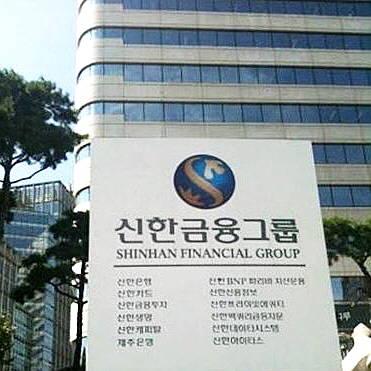 신한금융그룹
SHINHAN FINANCIAL GROUP
신한은행
신한카드
신한금융투자
신한생명
신한캐피탈
제주은행
신한BNP 파리바 자산운용
신한신용정보
신한프라이빗에쿼티
신한맥쿼리금융자문
신한데이타시스템
신한아이타스